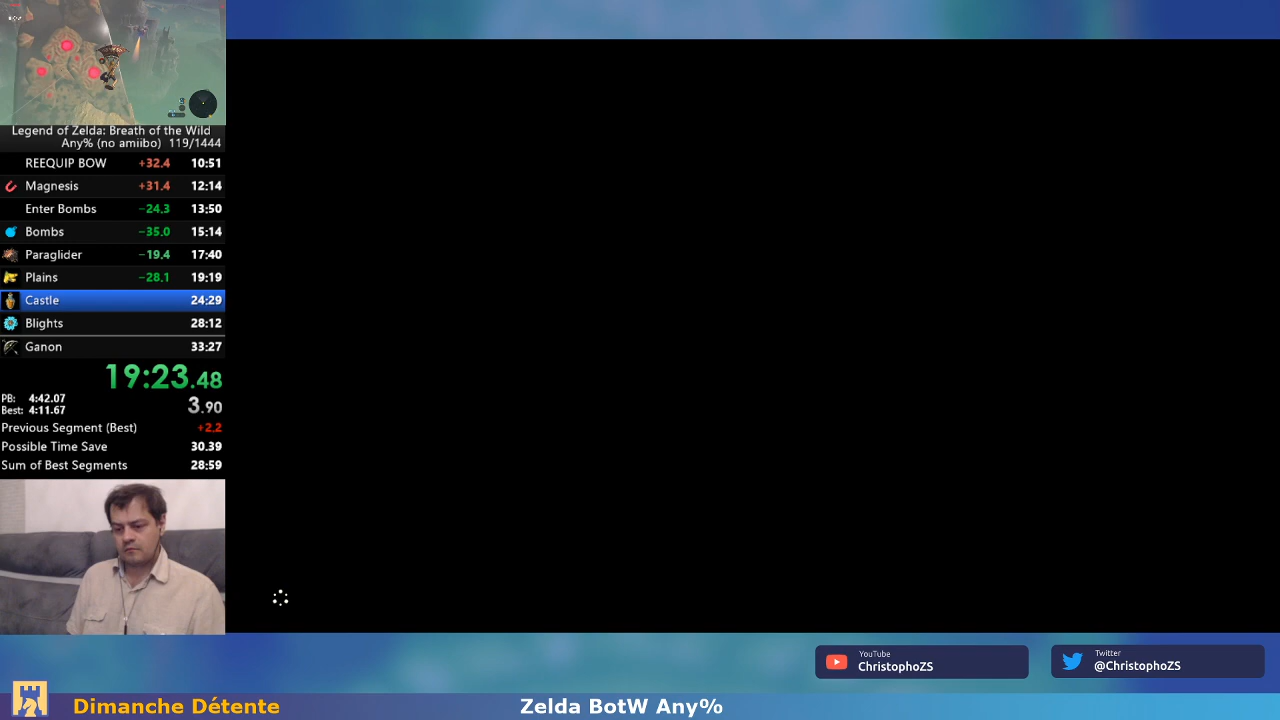 Legend of Zelda: Breath of the Wild
Any% (no amiibo) 119/1444
REEQUIP BOW +32.4 10:51
Magnesis +31.4 12:14
Enter Bombs −24.3 13:50
Bombs −35.0 15:14
Paraglider −19.4 17:40
Plains −28.1 19:19
Castle 24:29
Blights 28:12
Ganon 33:27
19:23.48
PB: 4:42.07
Best: 4:11.67
3.90
Previous Segment (Best) +2.2
Possible Time Save 30.39
Sum of Best Segments 28:59
YouTube
ChristophoZS
Twitter
@ChristophoZS
Dimanche Détente
Zelda BotW Any%